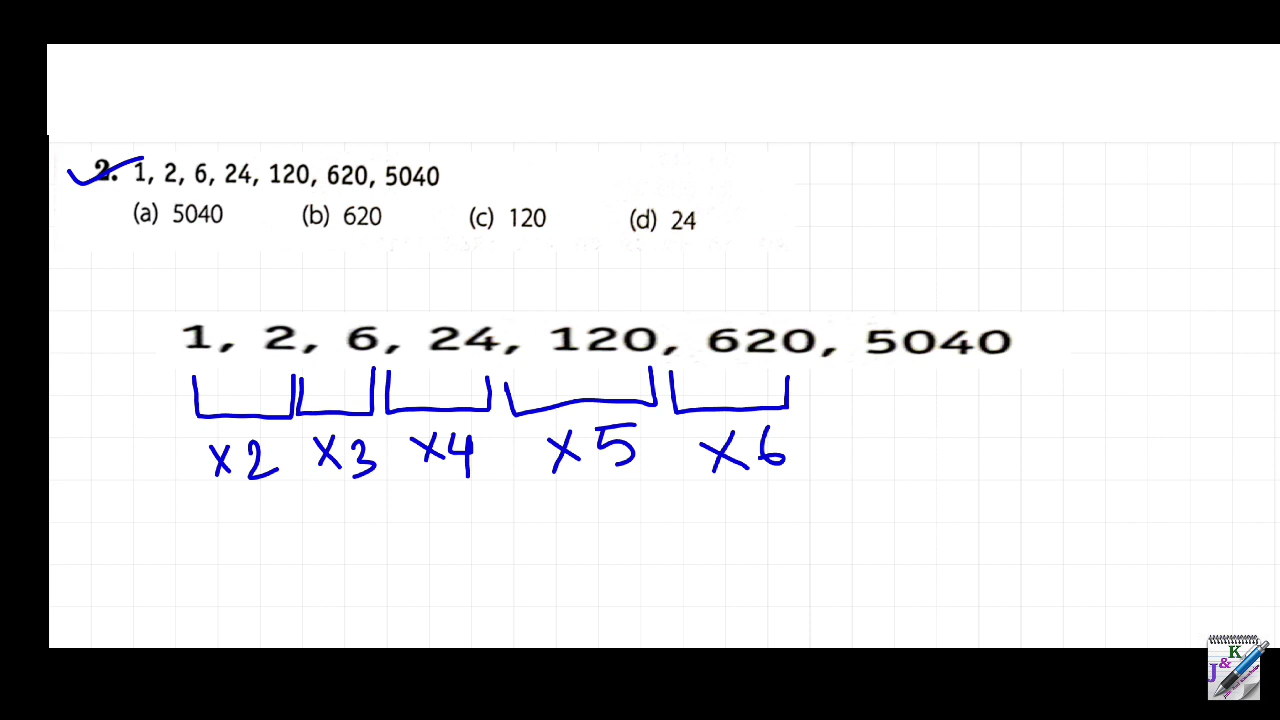 2. 1, 2, 6, 24, 120, 620, 5040
(a) 5040 (b) 620 (c) 120 (d) 24
1, 2, 6, 24, 120, 620, 5040
x2 x3 x4 x5 x6
J&K